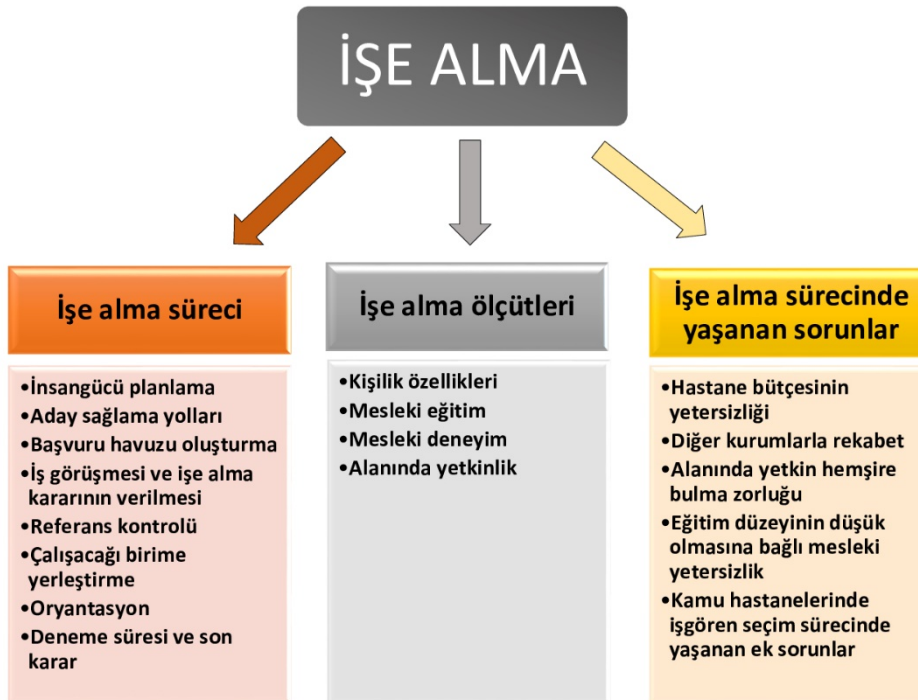 İŞE ALMA
İşe alma süreci
•İnsangücü planlama
•Aday sağlama yolları
•Başvuru havuzu oluşturma
•İş görüşmesi ve işe alma
kararının verilmesi
•Referans kontrolü
•Çalışacağı birime
yerleştirme
•Oryantasyon
•Deneme süresi ve son
karar
İşe alma ölçütleri
•Kişilik özellikleri
•Mesleki eğitim
•Mesleki deneyim
•Alanında yetkinlik
İşe alma sürecinde
yaşanan sorunlar
•Hastane bütçesinin
yetersizliği
•Diğer kurumlarla rekabet
•Alanında yetkin hemşire
bulma zorluğu
•Eğitim düzeyinin düşük
olmasına bağlı mesleki
yetersizlik
•Kamu hastanelerinde
işgören seçim sürecinde
yaşanan ek sorunlar